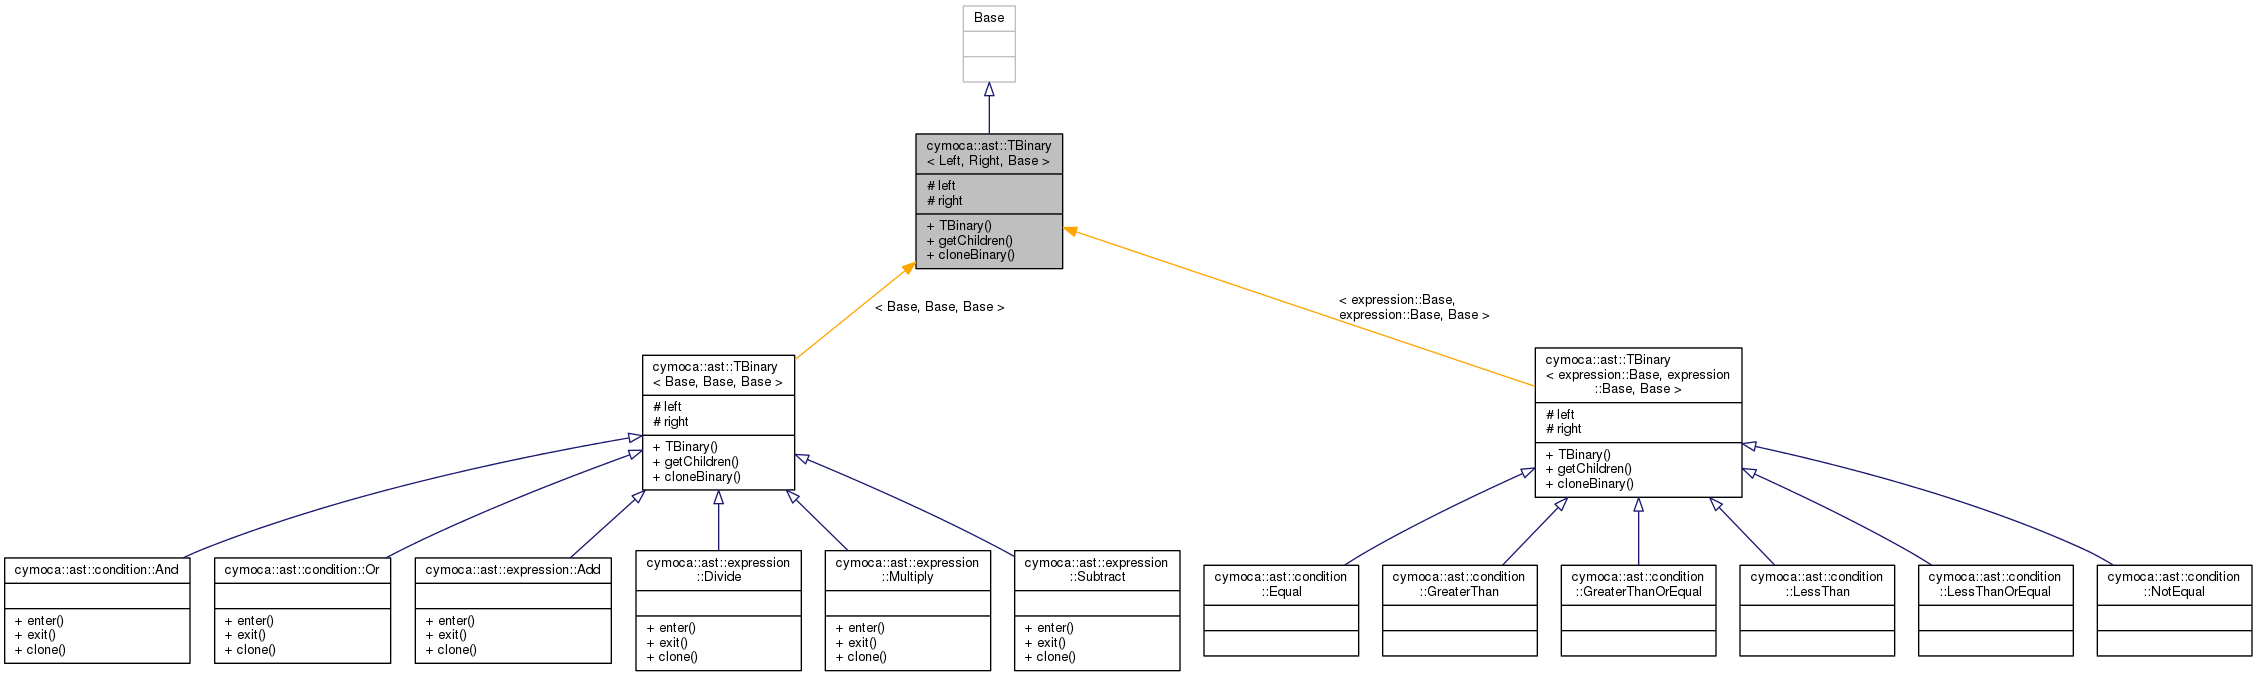 Base
cymoca::ast::TBinary
< Left, Right, Base >
# left
# right
+ TBinary()
+ getChildren()
+ cloneBinary()
< Base, Base, Base >
< expression::Base,
expression::Base, Base >
cymoca::ast::TBinary
< Base, Base, Base >
# left
# right
+ TBinary()
+ getChildren()
+ cloneBinary()
cymoca::ast::TBinary
< expression::Base, expression
::Base, Base >
# left
# right
+ TBinary()
+ getChildren()
+ cloneBinary()
cymoca::ast::condition::And
+ enter()
+ exit()
+ clone()
cymoca::ast::condition::Or
+ enter()
+ exit()
+ clone()
cymoca::ast::expression::Add
+ enter()
+ exit()
+ clone()
cymoca::ast::expression
::Divide
+ enter()
+ exit()
+ clone()
cymoca::ast::expression
::Multiply
+ enter()
+ exit()
+ clone()
cymoca::ast::expression
::Subtract
+ enter()
+ exit()
+ clone()
cymoca::ast::condition
::Equal
cymoca::ast::condition
::GreaterThan
cymoca::ast::condition
::GreaterThanOrEqual
cymoca::ast::condition
::LessThan
cymoca::ast::condition
::LessThanOrEqual
cymoca::ast::condition
::NotEqual